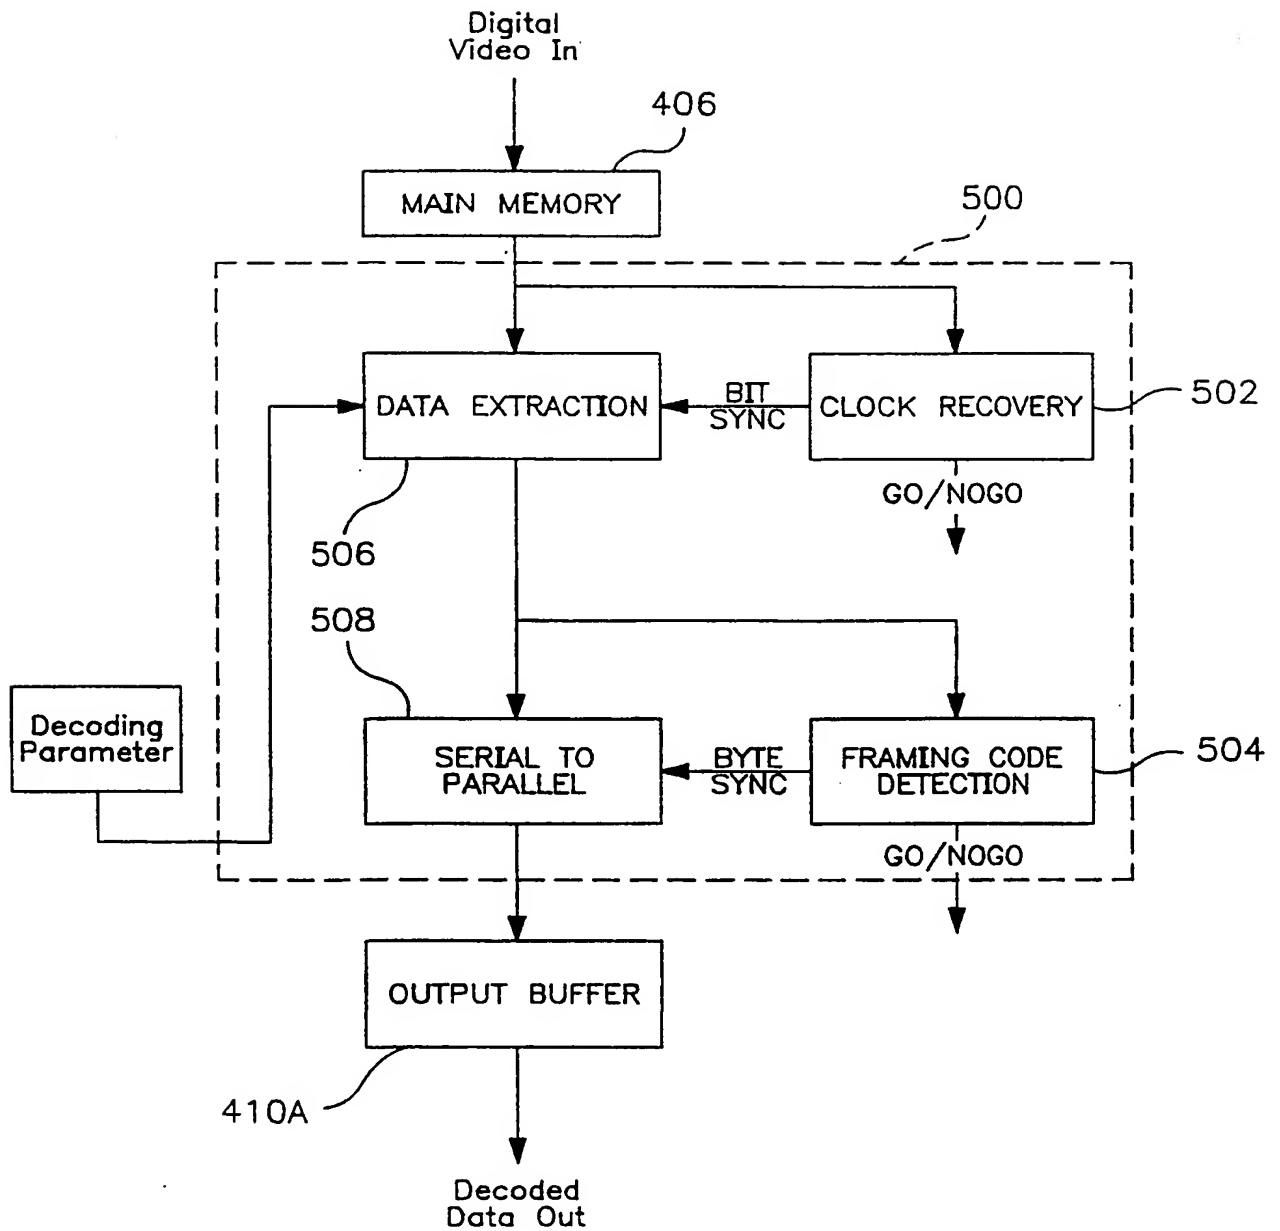 Digital
Video In
406
MAIN MEMORY
500
DATA EXTRACTION
BIT
SYNC
CLOCK RECOVERY
502
GO/NOGO
506
508
Decoding
Parameter
SERIAL TO
PARALLEL
BYTE
SYNC
FRAMING CODE
DETECTION
504
GO/NOGO
OUTPUT BUFFER
410A
Decoded
Data Out